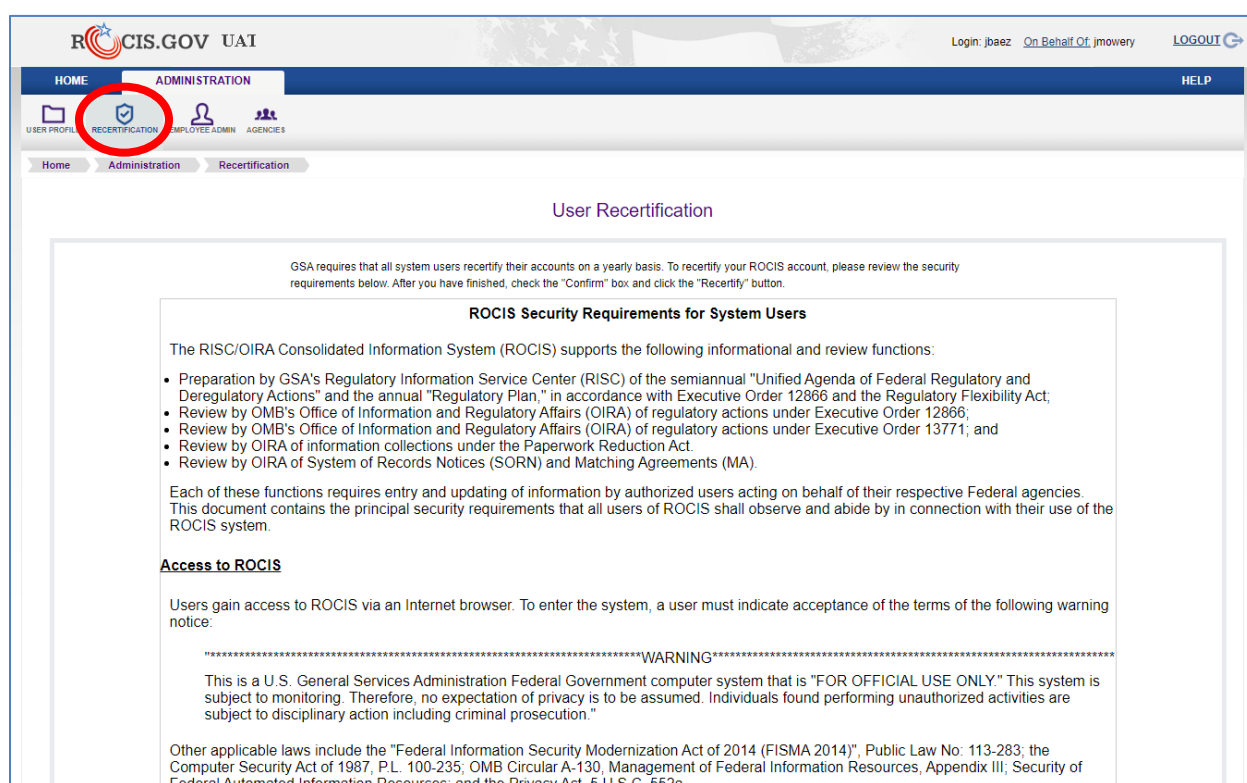 ROCIS.GOV UAI
Login: jbaez On Behalf Of: jmowery LOGOUT
HOME ADMINISTRATION HELP
USER PROFIL RECERTIFICATION EMPLOYEE ADMIN AGENCIES
Home Administration Recertification
User Recertification
GSA requires that all system users recertify their accounts on a yearly basis. To recertify your ROCIS account, please review the security
requirements below. After you have finished, check the "Confirm" box and click the "Recertify" button.
ROCIS Security Requirements for System Users
The RISC/OIRA Consolidated Information System (ROCIS) supports the following informational and review functions:
• Preparation by GSA's Regulatory Information Service Center (RISC) of the semiannual "Unified Agenda of Federal Regulatory and
Deregulatory Actions" and the annual "Regulatory Plan," in accordance with Executive Order 12866 and the Regulatory Flexibility Act;
• Review by OMB's Office of Information and Regulatory Affairs (OIRA) of regulatory actions under Executive Order 12866;
• Review by OMB's Office of Information and Regulatory Affairs (OIRA) of regulatory actions under Executive Order 13771; and
• Review by OIRA of information collections under the Paperwork Reduction Act.
• Review by OIRA of System of Records Notices (SORN) and Matching Agreements (MA).
Each of these functions requires entry and updating of information by authorized users acting on behalf of their respective Federal agencies.
This document contains the principal security requirements that all users of ROCIS shall observe and abide by in connection with their use of the
ROCIS system.
Access to ROCIS
Users gain access to ROCIS via an Internet browser. To enter the system, a user must indicate acceptance of the terms of the following warning
notice:
"***************************************************************************WARNING**********************************************************************
This is a U.S. General Services Administration Federal Government computer system that is "FOR OFFICIAL USE ONLY." This system is
subject to monitoring. Therefore, no expectation of privacy is to be assumed. Individuals found performing unauthorized activities are
subject to disciplinary action including criminal prosecution."
Other applicable laws include the "Federal Information Security Modernization Act of 2014 (FISMA 2014)", Public Law No: 113-283; the
Computer Security Act of 1987, P.L. 100-235; OMB Circular A-130, Management of Federal Information Resources, Appendix III; Security of
Federal Automated Information Resources; and the Privacy Act, 5 U.S.C. 552a